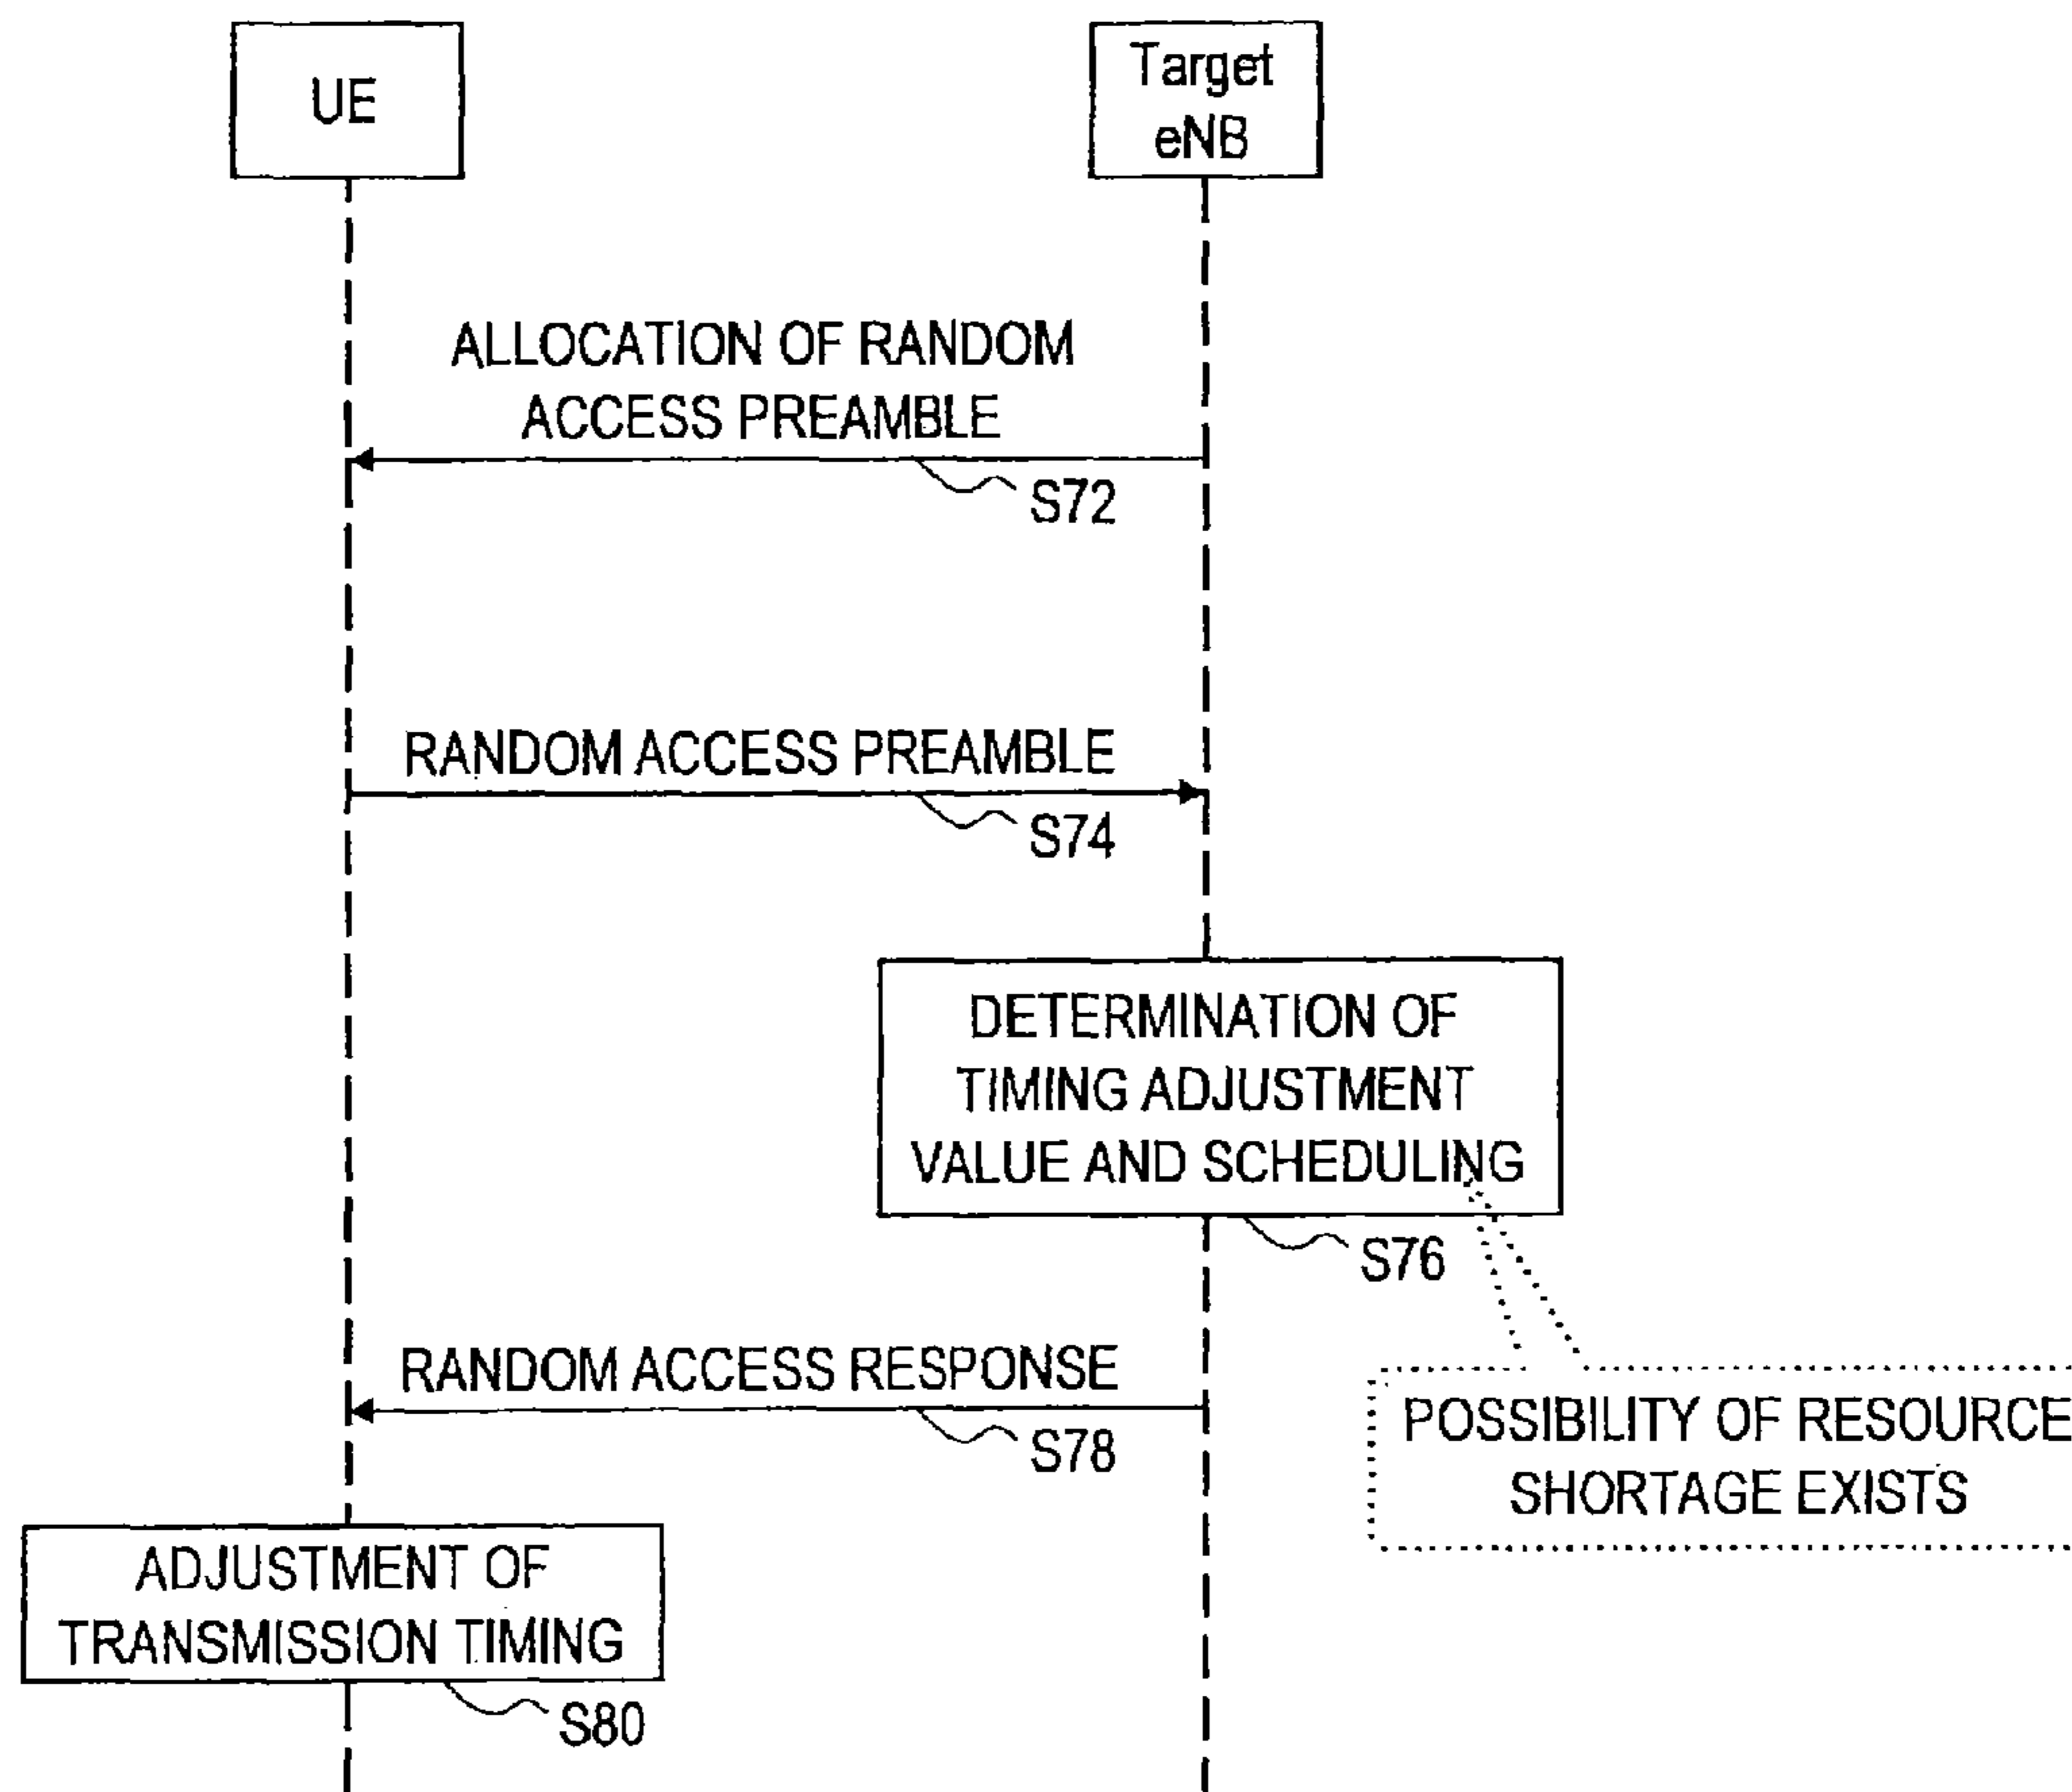 UE
Target
eNB
ALLOCATION OF RANDOM
ACCESS PREAMBLE
S72
RANDOM ACCESS PREAMBLE
S74
DETERMINATION OF
TIMING ADJUSTMENT
VALUE AND SCHEDULING
S76
RANDOM ACCESS RESPONSE
S78
POSSIBILITY OF RESOURCE
SHORTAGE EXISTS
ADJUSTMENT OF
TRANSMISSION TIMING
S80